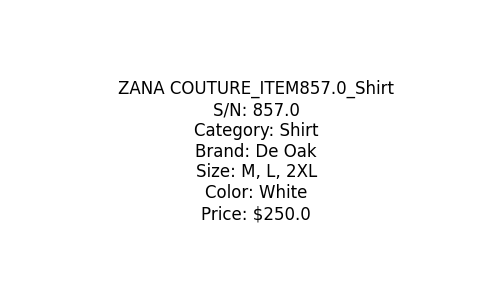 ZANA COUTURE_ITEM857.0_Shirt
S/N: 857.0
Category: Shirt
Brand: De Oak
Size: M, L, 2XL
Color: White
Price: $250.0